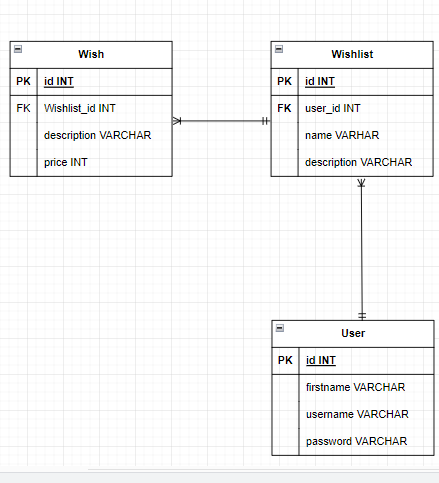 Wish
PK id INT
FK Wishlist_id INT
description VARCHAR
price INT
Wishlist
PK id INT
FK user_id INT
name VARHAR
description VARCHAR
User
PK id INT
firstname VARCHAR
username VARCHAR
password VARCHAR